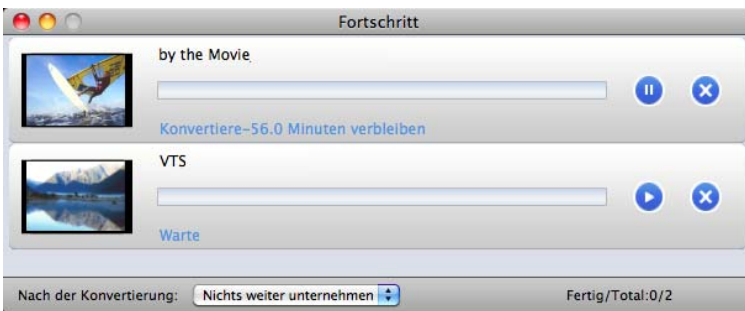 Fortschritt
by the Movie
Konvertiere-56.0 Minuten verbleiben
VTS
Warte
Nach der Konvertierung: Nichts weiter unternehmen Fertig/Total:0/2